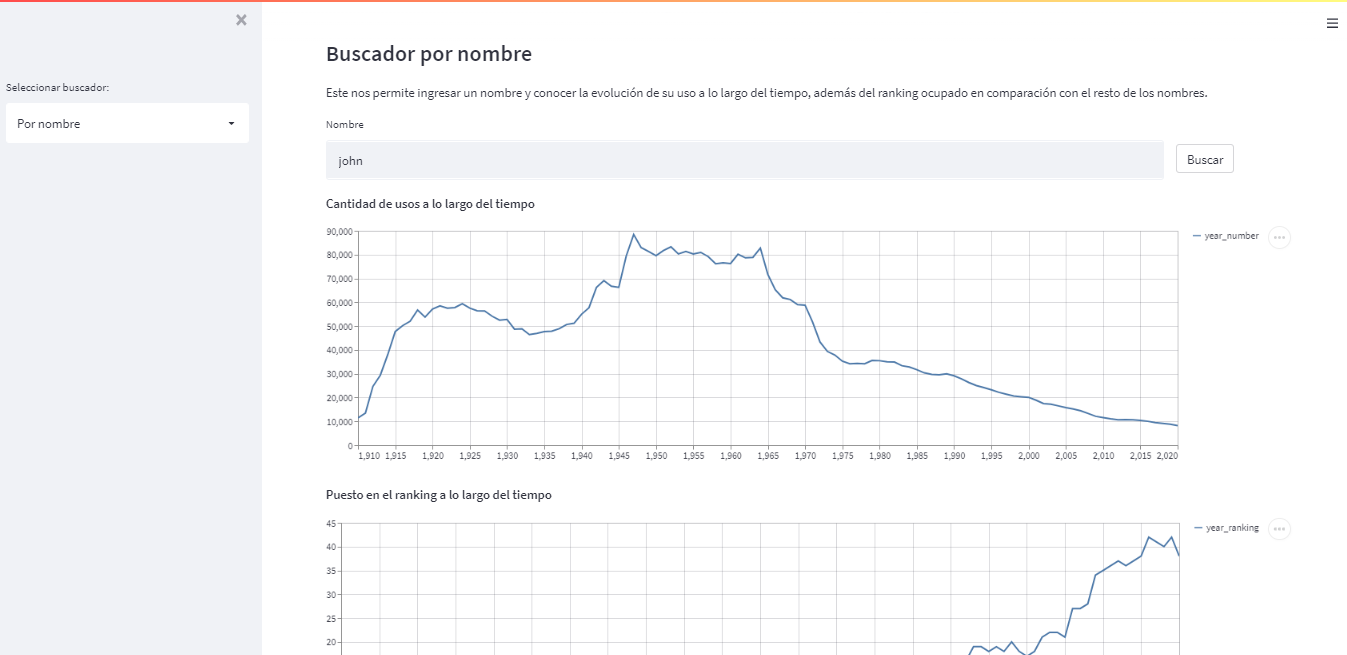 ×
Seleccionar buscador:
Por nombre
Buscador por nombre
Este nos permite ingresar un nombre y conocer la evolución de su uso a lo largo del tiempo, además del ranking ocupado en comparación con el resto de los nombres.
Nombre
john
Buscar
Cantidad de usos a lo largo del tiempo
90,000
80,000
70,000
60,000
50,000
40,000
30,000
20,000
10,000
0
1,910 1,915 1,920 1,925 1,930 1,935 1,940 1,945 1,950 1,955 1,960 1,965 1,970 1,975 1,980 1,985 1,990 1,995 2,000 2,005 2,010 2,015 2,020
year_number
Puesto en el ranking a lo largo del tiempo
45
40
35
30
25
20
year_ranking